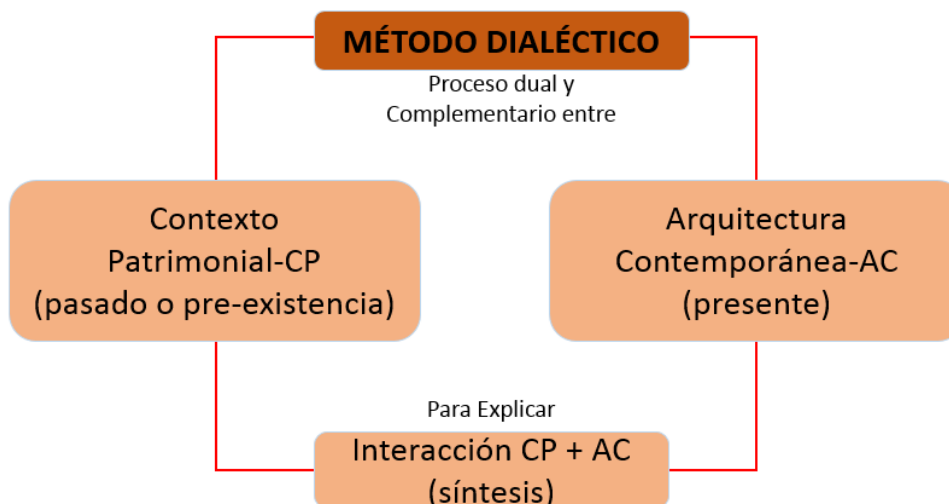 MÉTODO DIALÉCTICO
Proceso dual y
Complementario entre
Contexto
Patrimonial-CP
(pasado o pre-existencia)
Arquitectura
Contemporánea-AC
(presente)
Para Explicar
Interacción CP + AC
(síntesis)